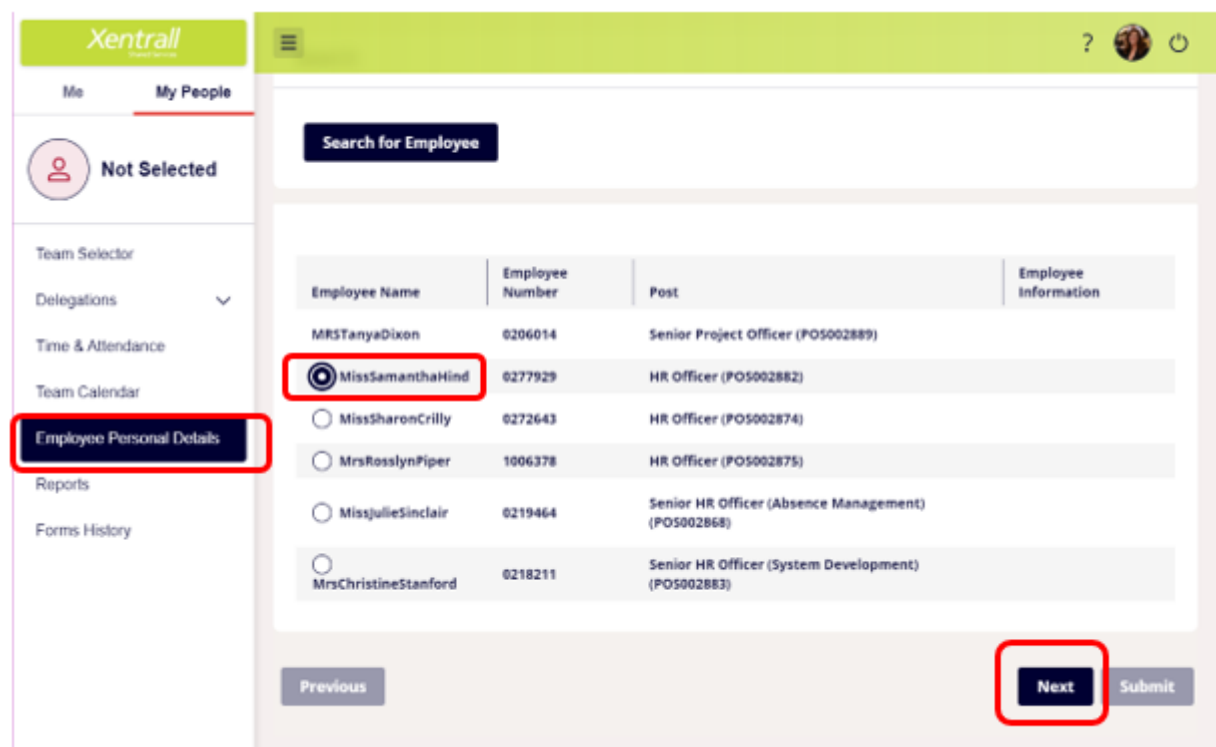 Xentrall
?
Me My People
Search for Employee
Not Selected
Team Selector
Delegations
Time & Attendance
Team Calendar
Employee Personal Details
Reports
Forms History
Employee Name Employee Number Post Employee Information
MRSTanyaDixon 0206014 Senior Project Officer (POS002889)
MissSamanthaHind 0277929 HR Officer (POS002882)
MissSharonCrilly 0272643 HR Officer (POS002874)
MrsRosslynPiper 1006378 HR Officer (POS002875)
MissJulieSinclair 0219464 Senior HR Officer (Absence Management)
(POS002868)
MrsChristineStanford 0218211 Senior HR Officer (System Development)
(POS002883)
Previous Next Submit